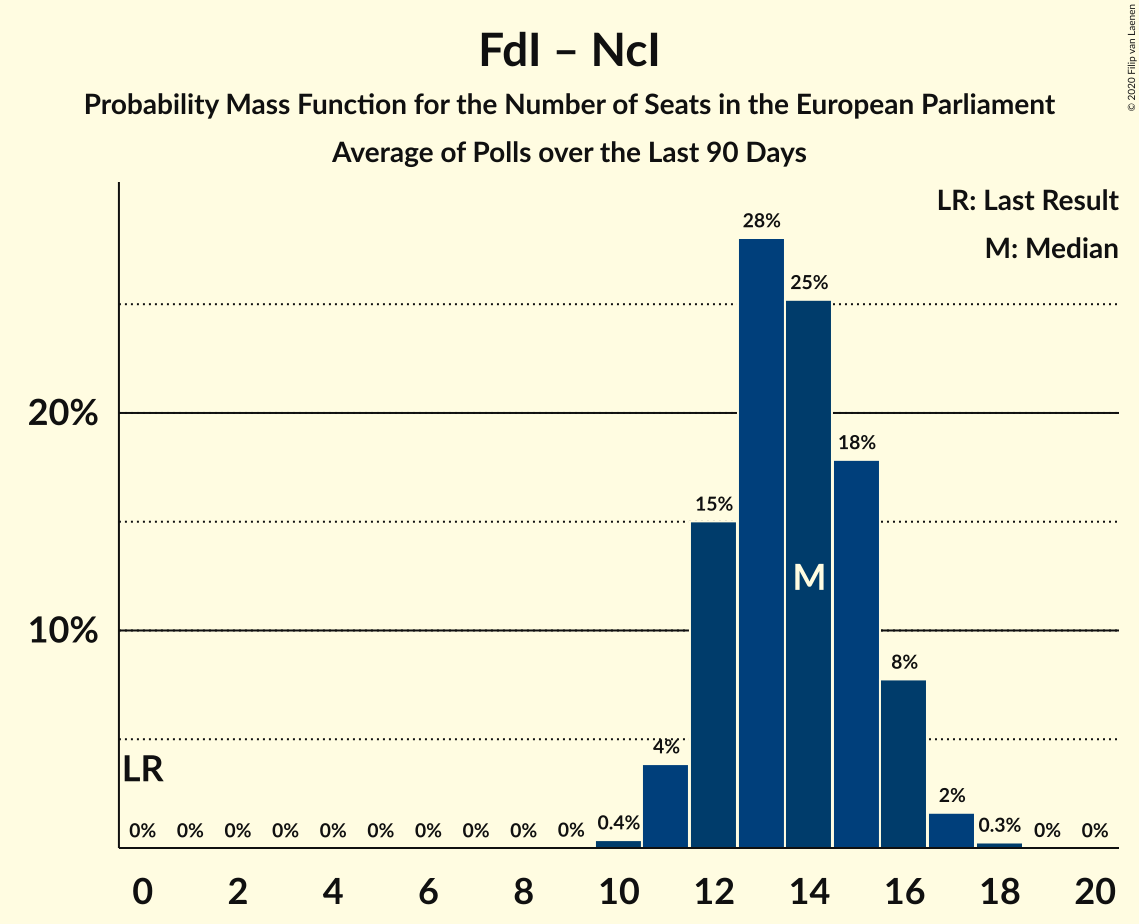 © 2020 Filip van Laenen
FdI – NcI
Probability Mass Function for the Number of Seats in the European Parliament
Average of Polls over the Last 90 Days
LR: Last Result
M: Median
28%
25%
20%
18%
15%
M
10%
8%
4%
LR
2%
0% 0% 0% 0% 0% 0% 0% 0% 0% 0% 0.4% 0.3% 0% 0%
0 2 4 6 8 10 12 14 16 18 20